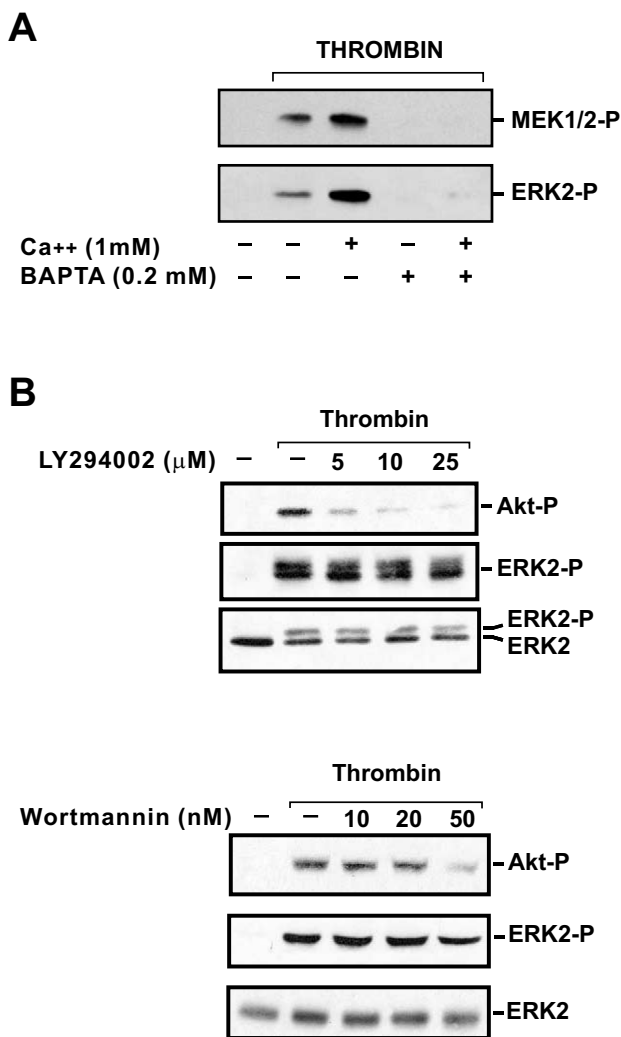 A
THROMBIN
MEK1/2-P
ERK2-P
Ca++ (1mM) – – + – +
BAPTA (0.2 mM) – – – + +
B
Thrombin
LY294002 (μM) – – 5 10 25
Akt-P
ERK2-P
ERK2-P
ERK2
Thrombin
Wortmannin (nM) – – 10 20 50
Akt-P
ERK2-P
ERK2